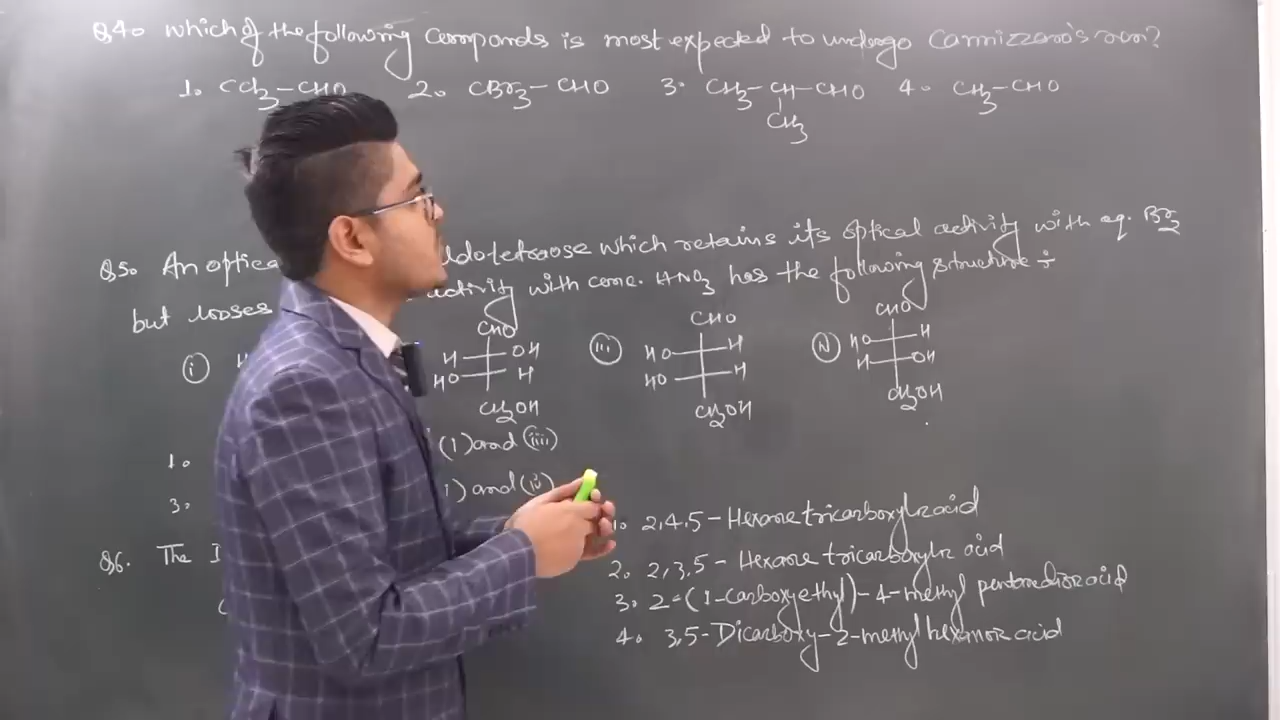 Q4. Which of the following componds is most expected to undergo Cannizzaro's rxn?
1. CCl3-CHO 2. CBr3-CHO 3. CH3-CH-CHO 4. CH3-CHO
CH3
Q5. An optica ldotetraose which retains its optical activity with aq. Br2
but looses activity with conc. HNO3 has the following structure ÷
CHO CHO CHO
(i) H H OH (iii) HO H (iv) HO H
HO H HO H H OH
CH2OH CH2OH CH2OH
1. (i) and (iii)
3. i) and (iv)
Q6. The I
1. 2,4,5-Hexane tricarboxylic acid
2. 2,3,5-Hexane tricarboxylic acid
3. 2-(1-carboxyethyl)-4-methyl pentanedioic acid
4. 3,5-Dicarboxy-2-methyl hexanoic acid